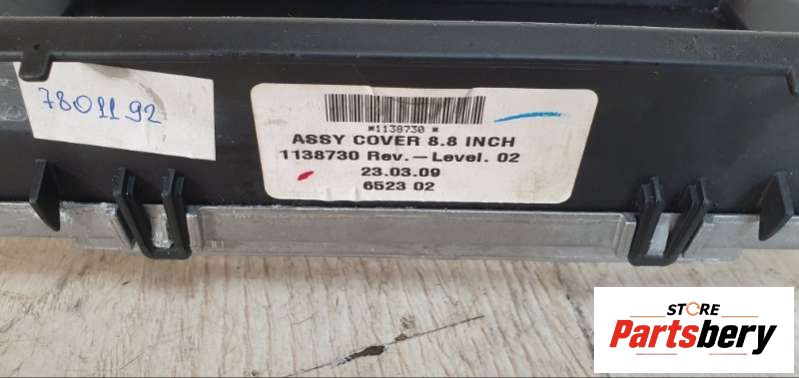 7801192
*1138730 *
ASSY COVER 8.8 INCH
1138730 Rev.-Level. 02
23.03.09
6523 02
STORE
Partsbery